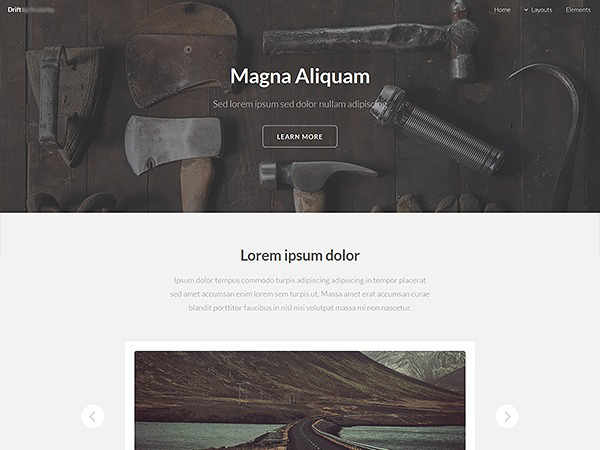 Drift
Home
Layouts
Elements
Magna Aliquam
Sed lorem ipsum sed dolor nullam adipiscing
LEARN MORE
Lorem ipsum dolor
Ipsum dolor tempus commodo turpis adipiscing adipiscing in tempor placerat
sed amet accumsan enim lorem sem turpis ut. Massa amet erat accumsan curae
blandit porttitor faucibus in nisl nisi volutpat massa mi non nascetur.